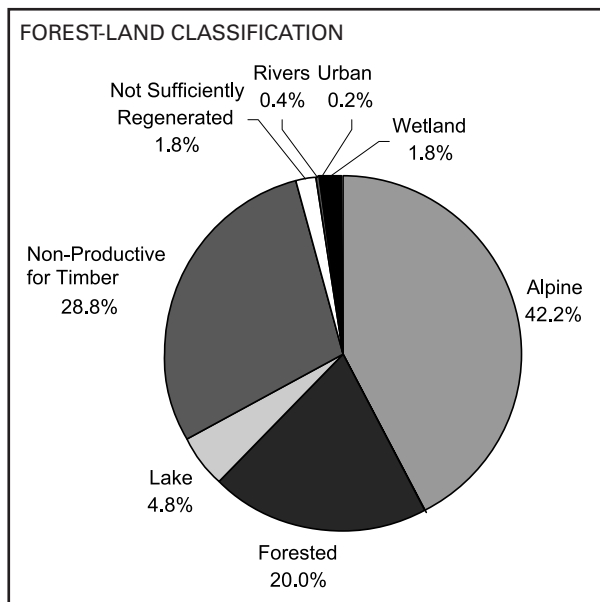 FOREST-LAND CLASSIFICATION
Rivers
0.4%
Urban
0.2%
Not Sufficiently
Regenerated
1.8%
Wetland
1.8%
Non-Productive
for Timber
28.8%
Alpine
42.2%
Lake
4.8%
Forested
20.0%